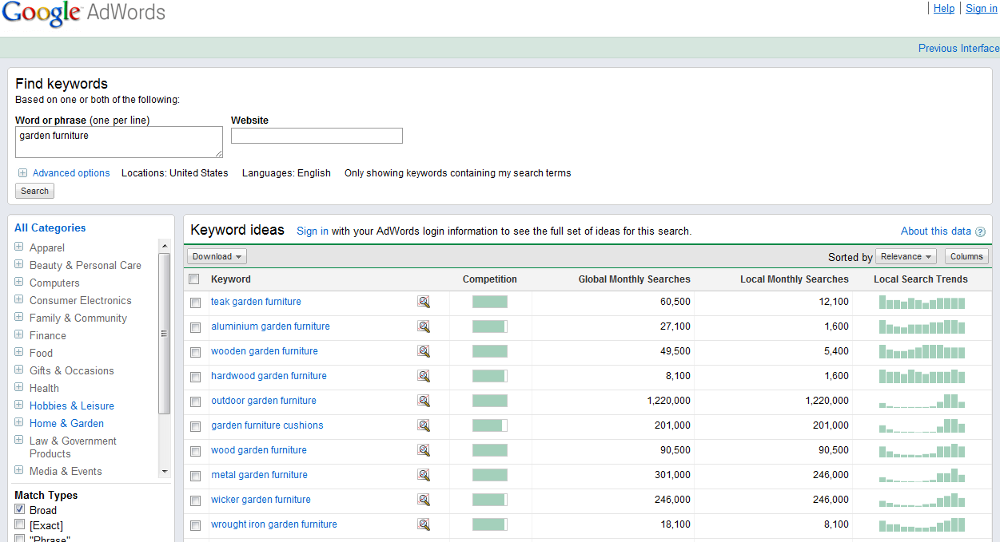 Google AdWords
Help Sign in
Previous Interface
Find keywords
Based on one or both of the following:
Word or phrase (one per line) Website
garden furniture
Advanced options Locations: United States Languages: English Only showing keywords containing my search terms
Search
All Categories
Apparel
Beauty & Personal Care
Computers
Consumer Electronics
Family & Community
Finance
Food
Gifts & Occasions
Health
Hobbies & Leisure
Home & Garden
Law & Government
Products
Media & Events
Match Types
Broad
[Exact]
"Phrase"
Keyword ideas Sign in with your AdWords login information to see the full set of ideas for this search. About this data ?
Download Sorted by Relevance Columns
Keyword Competition Global Monthly Searches Local Monthly Searches Local Search Trends
teak garden furniture 60,500 12,100
aluminium garden furniture 27,100 1,600
wooden garden furniture 49,500 5,400
hardwood garden furniture 8,100 1,600
outdoor garden furniture 1,220,000 1,220,000
garden furniture cushions 201,000 201,000
wood garden furniture 90,500 90,500
metal garden furniture 301,000 246,000
wicker garden furniture 246,000 246,000
wrought iron garden furniture 18,100 8,100